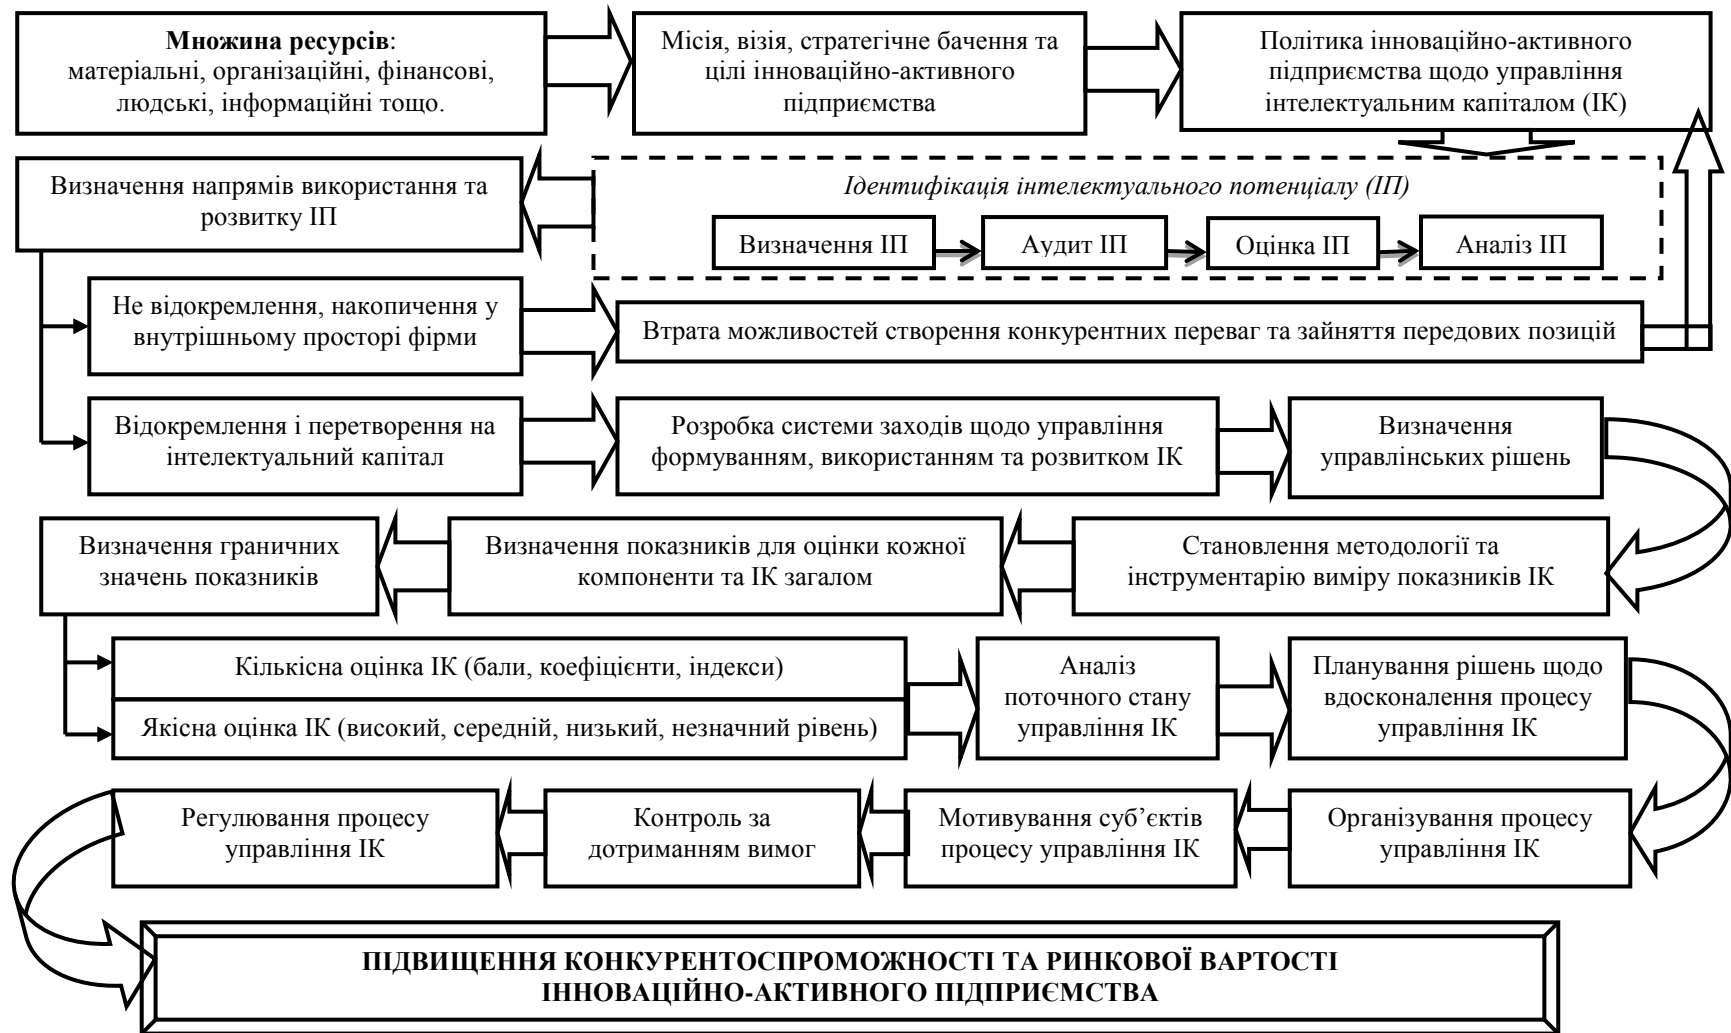 Множина ресурсів:
матеріальні, організаційні, фінансові,
людські, інформаційні тощо.
Місія, візія, стратегічне бачення та
цілі інноваційно-активного
підприємства
Політика інноваційно-активного
підприємства щодо управління
інтелектуальним капіталом (ІК)
Визначення напрямів використання та
розвитку ІП
Ідентифікація інтелектуального потенціалу (ІП)
Визначення ІП
Аудит ІП
Оцінка ІП
Аналіз ІП
Не відокремлення, накопичення у
внутрішньому просторі фірми
Втрата можливостей створення конкурентних переваг та зайняття передових позицій
Відокремлення і перетворення на
інтелектуальний капітал
Розробка системи заходів щодо управління
формуванням, використанням та розвитком ІК
Визначення
управлінських рішень
Визначення граничних
значень показників
Визначення показників для оцінки кожної
компоненти та ІК загалом
Становлення методології та
інструментарію виміру показників ІК
Кількісна оцінка ІК (бали, коефіцієнти, індекси)
Якісна оцінка ІК (високий, середній, низький, незначний рівень)
Аналіз
поточного стану
управління ІК
Планування рішень щодо
вдосконалення процесу
управління ІК
Регулювання процесу
управління ІК
Контроль за
дотриманням вимог
Мотивування суб’єктів
процесу управління ІК
Організування процесу
управління ІК
ПІДВИЩЕННЯ КОНКУРЕНТОСПРОМОЖНОСТІ ТА РИНКОВОЇ ВАРТОСТІ
ІННОВАЦІЙНО-АКТИВНОГО ПІДПРИЄМСТВА